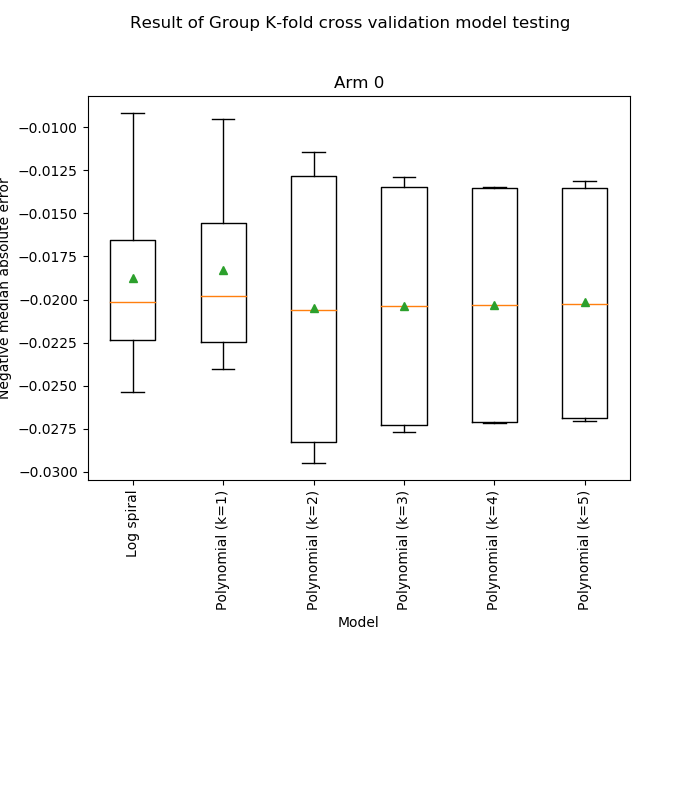 Result of Group K-fold cross validation model testing
Arm 0
Negative median absolute error
−0.0100
−0.0125
−0.0150
−0.0175
−0.0200
−0.0225
−0.0250
−0.0275
−0.0300
Log spiral
Polynomial (k=1)
Polynomial (k=2)
Polynomial (k=3)
Polynomial (k=4)
Polynomial (k=5)
Model